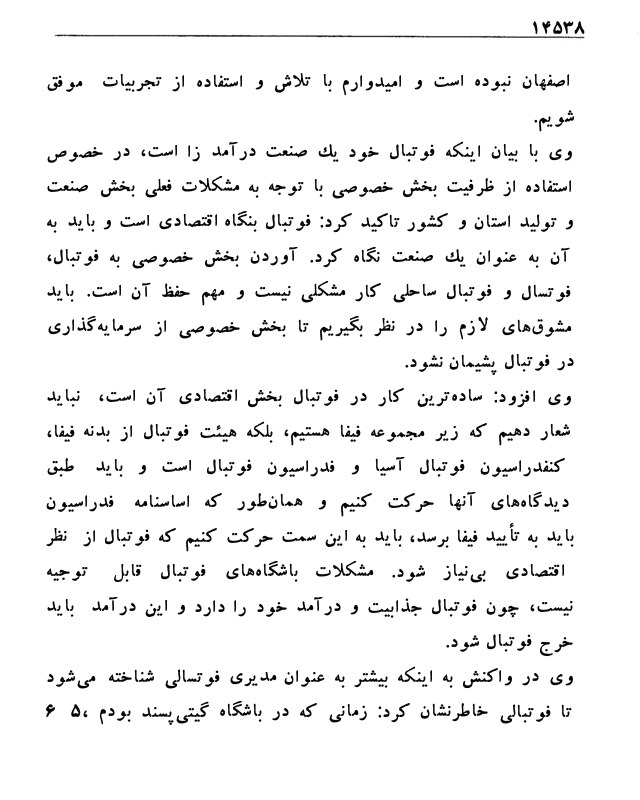 ۱۴۵۳۸
اصفهان نبوده است و امیدوارم با تلاش و استفاده از تجربیات موفق
شویم.
وی با بیان اینکه فوتبال خود یك صنعت درآمد زا است، در خصوص
استفاده از ظرفیت بخش خصوصی با توجه به مشکلات فعلی بخش صنعت
و تولید استان و کشور تاکید کرد: فوتبال بنگاه اقتصادی است و باید به
آن به عنوان یك صنعت نگاه کرد. آوردن بخش خصوصی به فوتبال،
فوتسال و فوتبال ساحلی کار مشکلی نیست و مهم حفظ آن است. باید
مشوق‌های لازم را در نظر بگیریم تا بخش خصوصی از سرمایه‌گذاری
در فوتبال پشیمان نشود.
وی افزود: ساده‌ترین کار در فوتبال بخش اقتصادی آن است، نباید
شعار دهیم که زیر مجموعه فیفا هستیم، بلکه هیئت فوتبال از بدنه فیفا،
کنفدراسیون فوتبال آسیا و فدراسیون فوتبال است و باید طبق
دیدگاه‌های آنها حرکت کنیم و همان‌طور که اساسنامه فدراسیون
باید به تأیید فیفا برسد، باید به این سمت حرکت کنیم که فوتبال از نظر
اقتصادی بی‌نیاز شود. مشکلات باشگاه‌های فوتبال قابل توجیه
نیست، چون فوتبال جذابیت و درآمد خود را دارد و این درآمد باید
خرج فوتبال شود.
وی در واکنش به اینکه بیشتر به عنوان مدیری فوتسالی شناخته می‌شود
تا فوتبالی خاطرنشان کرد: زمانی که در باشگاه گیتی‌پسند بودم ،۵ ۶